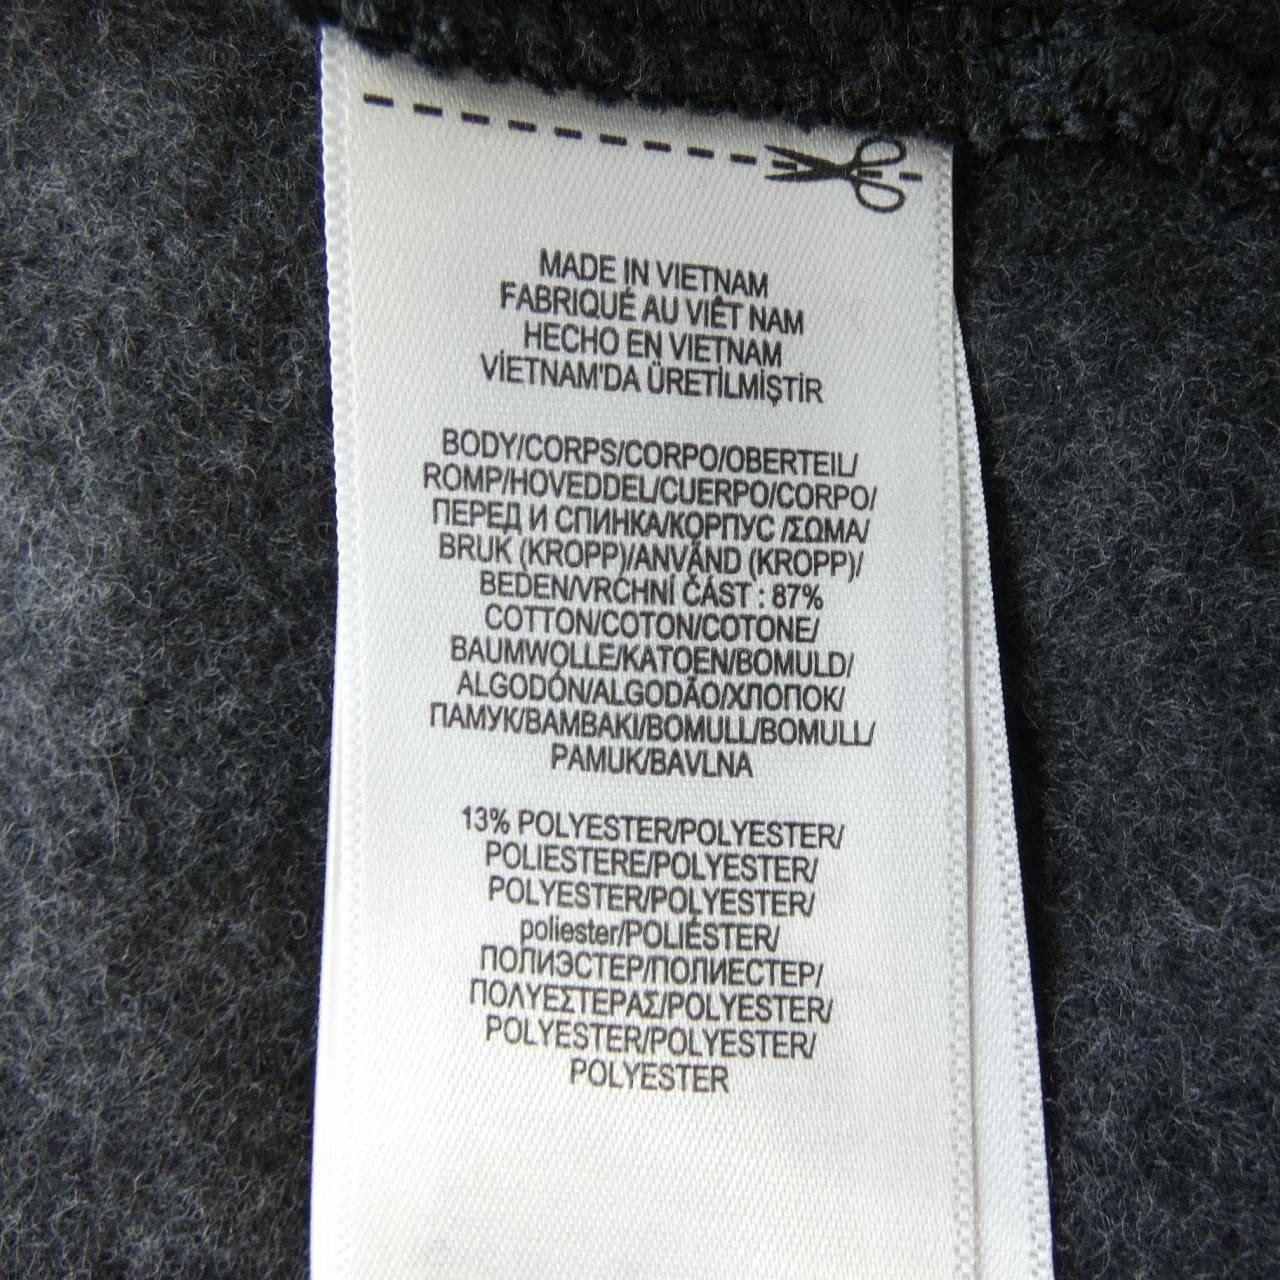 MADE IN VIETNAM
FABRIQUÉ AU VIÊT NAM
HECHO EN VIETNAM
VİETNAM'DA ÜRETİLMİŞTİR
BODY/CORPS/CORPO/OBERTEIL/
ROMP/HOVEDDEL/CUERPO/CORPO/
ПЕРЕД И СПИНКА/КОРПУС /ΣΩΜΑ/
BRUK (KROPP)/ANVÄND (KROPP)/
BEDEN/VRCHNÍ ČÁST : 87%
COTTON/COTON/COTONE/
BAUMWOLLE/KATOEN/BOMULD/
ALGODÓN/ALGODÃO/ХЛОПОК/
ПАМУК/ΒΑΜΒΑΚΙ/BOMULL/BOMULL/
PAMUK/BAVLNA
13% POLYESTER/POLYESTER/
POLIESTERE/POLYESTER/
POLYESTER/POLYESTER/
poliester/POLIÉSTER/
ПОЛИЭСТЕР/ПОЛИЕСТЕР/
ΠΟΛΥΕΣΤΕΡΑΣ/POLYESTER/
POLYESTER/POLYESTER/
POLYESTER